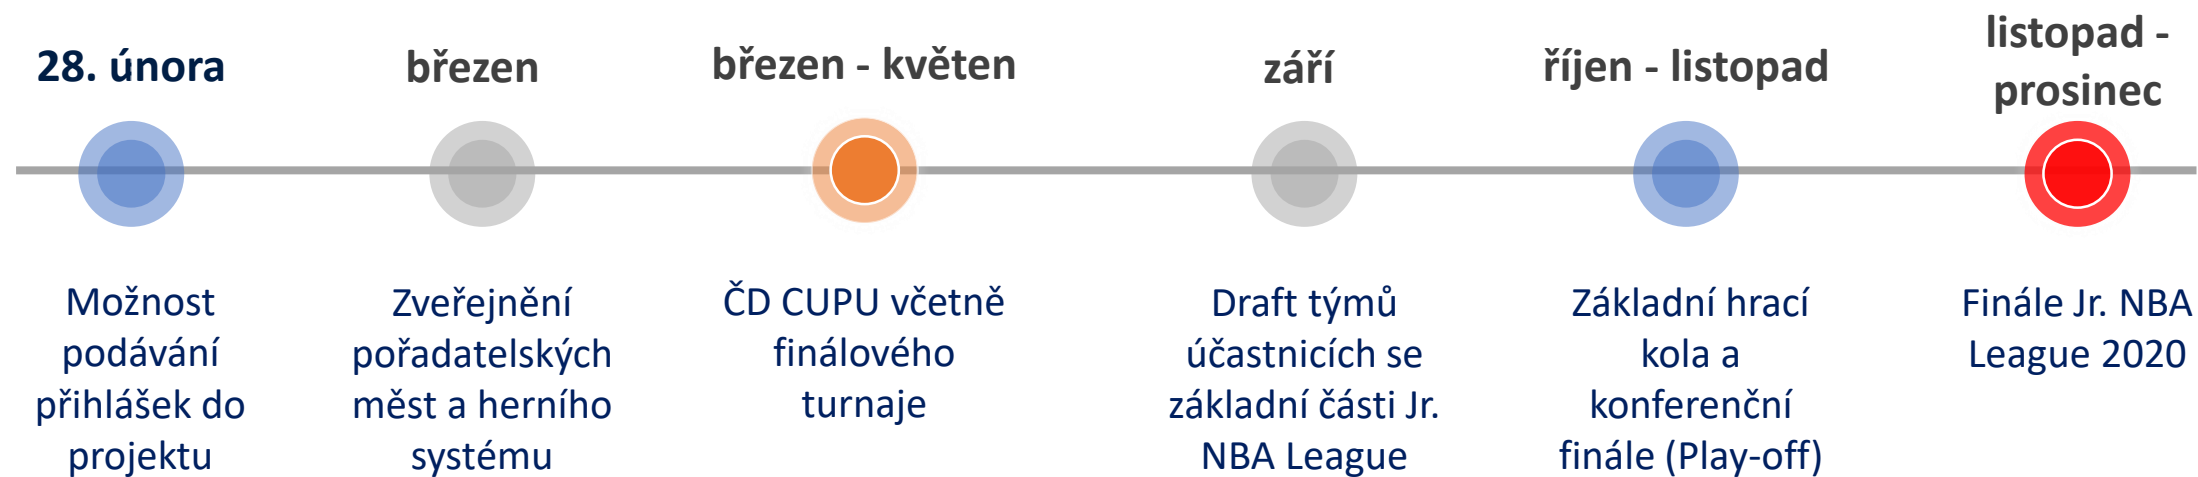 28. února
Možnost
podávání
přihlášek do
projektu
březen
Zveřejnění
pořadatelských
měst a herního
systému
březen - květen
ČD CUPU včetně
finálového
turnaje
září
Draft týmů
účastnicích se
základní části Jr.
NBA League
říjen - listopad
Základní hrací
kola a
konferenční
finále (Play-off)
listopad -
prosinec
Finále Jr. NBA
League 2020